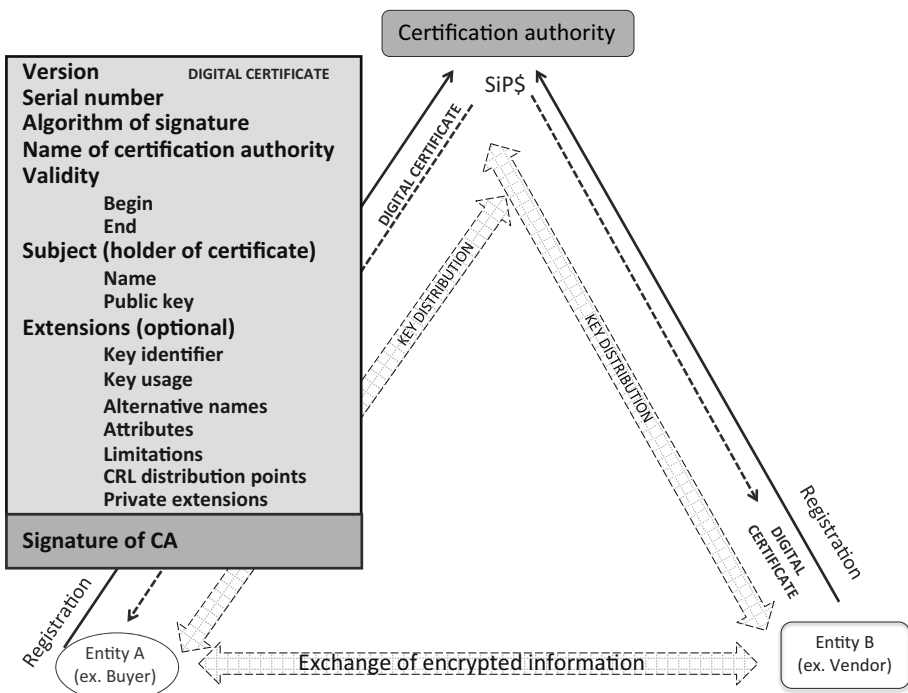 Certification authority
SiP$
Version DIGITAL CERTIFICATE
Serial number
Algorithm of signature
Name of certification authority
Validity
Begin
End
Subject (holder of certificate)
Name
Public key
Extensions (optional)
Key identifier
Key usage
Alternative names
Attributes
Limitations
CRL distribution points
Private extensions
Signature of CA
DIGITAL CERTIFICATE
KEY DISTRIBUTION
KEY DISTRIBUTION
Registration
DIGITAL
CERTIFICATE
Registration
Entity A
(ex. Buyer)
Exchange of encrypted information
Entity B
(ex. Vendor)